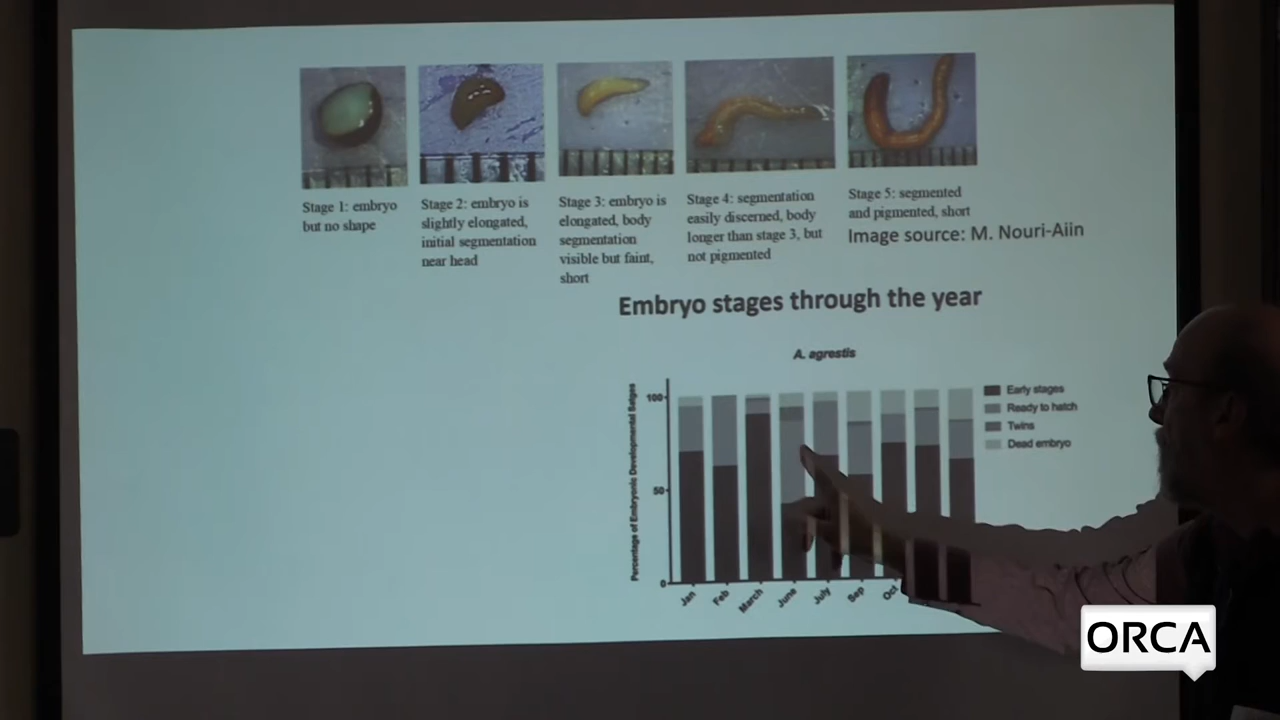 Stage 1: embryo
but no shape
Stage 2: embryo is
slightly elongated,
initial segmentation
near head
Stage 3: embryo is
elongated, body
segmentation
visible but faint,
short
Stage 4: segmentation
easily discerned, body
longer than stage 3, but
not pigmented
Stage 5: segmented
and pigmented, short
Image source: M. Nouri-Aiin
Embryo stages through the year
A. agrestis
Percentage of Embryonic Developmental Satges
100
50
0
Jan
Feb
March
June
July
Sep
Oct
Early stages
Ready to hatch
Twins
Dead embryo
ORCA